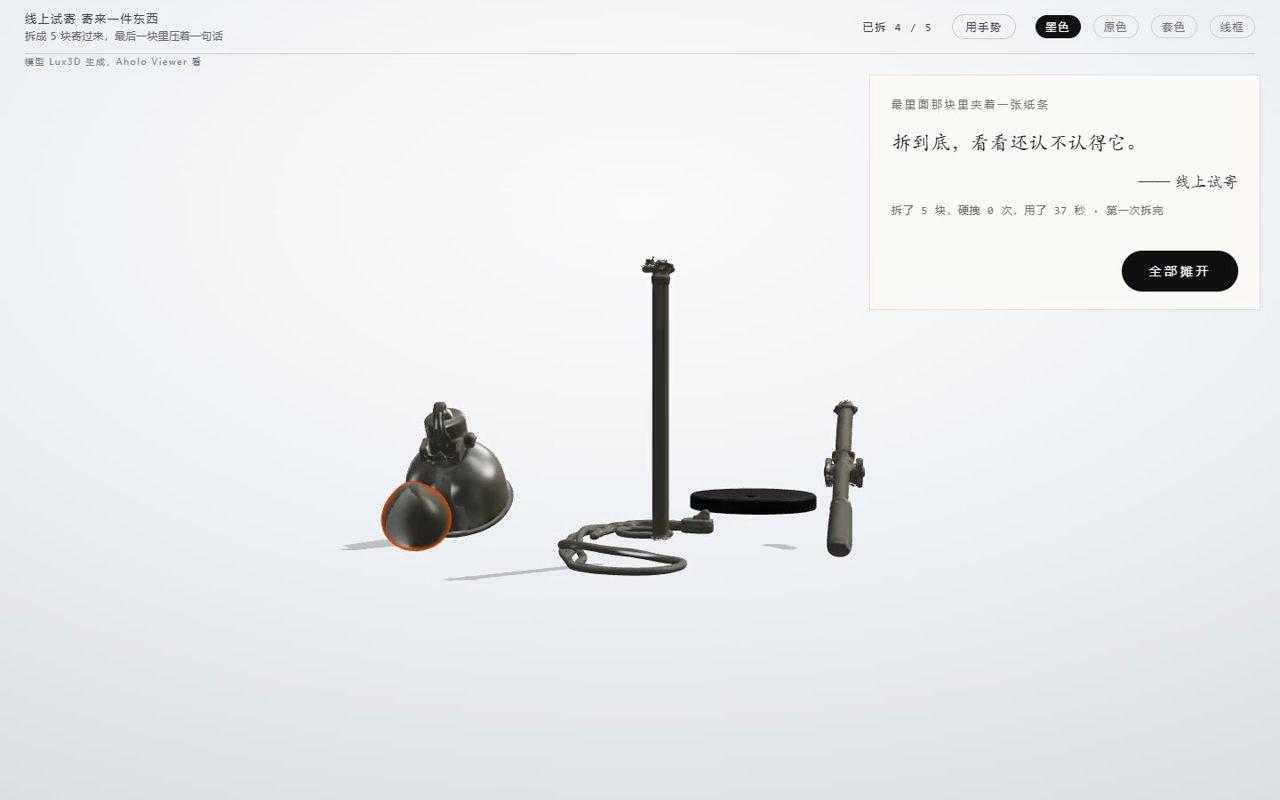 线上试寄 寄来一件东西
拆成 5 块寄过来，最后一块里压着一句话
模型 Lux3D 生成，Aholo Viewer 看
已拆 4 / 5
用手势
墨色
原色
套色
线框
最里面那块里夹着一张纸条
拆到底，看看还认不认得它。
—— 线上试寄
拆了 5 块，硬拽 0 次，用了 37 秒 · 第一次拆完
全部摊开